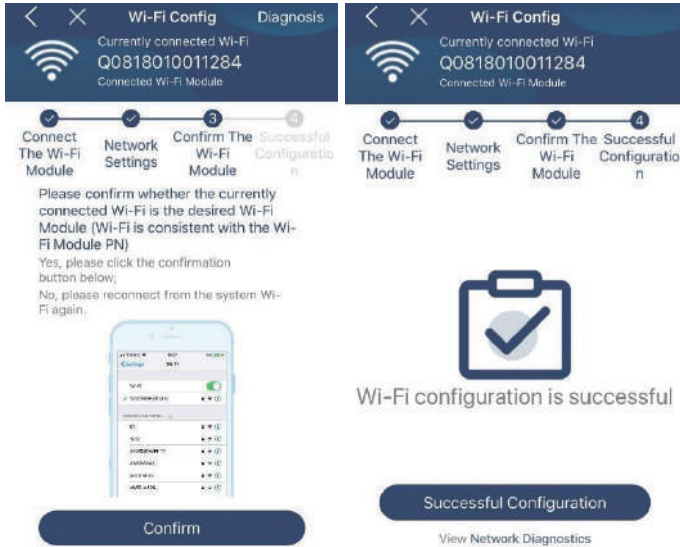 Wi-Fi Config
Diagnosis
Currently connected Wi-Fi
Q0818010011284
Connected Wi-Fi Module
3
4
Connect
The Wi-Fi
Module
Network
Settings
Confirm The
Wi-Fi
Module
Successful
Configuratio
n
Please confirm whether the currently
connected Wi-Fi is the desired Wi-Fi
Module (Wi-Fi is consistent with the Wi-
Fi Module PN)
Yes, please click the confirmation
button below;
No, please reconnect from the system Wi-
Fi again.
Wi-Fi
Confirm
Wi-Fi Config
Currently connected Wi-Fi
Q0818010011284
Connected Wi-Fi Module
4
Connect
The Wi-Fi
Module
Network
Settings
Confirm The
Wi-Fi
Module
Successful
Configuratio
n
Wi-Fi configuration is successful
Successful Configuration
View Network Diagnostics